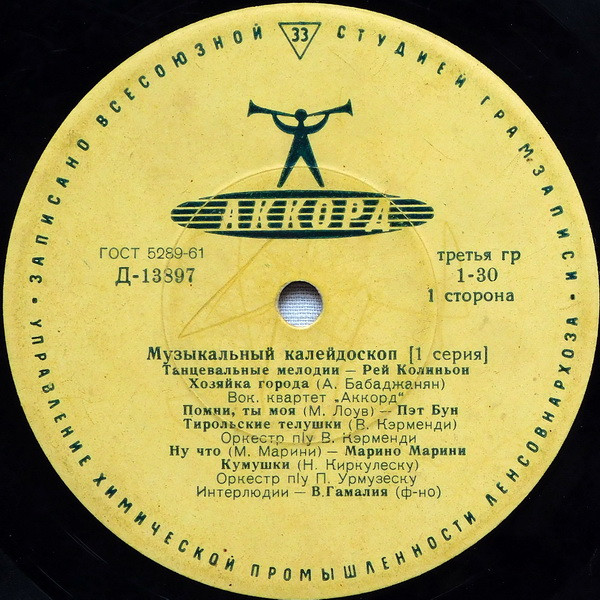 ЗАПИСАНО ВСЕСОЮЗНОЙ 33 СТУДИЕЙ ГРАМЗАПИСИ
АККОРД
ГОСТ 5289-61
Д-13897
третья гр
1-30
1 сторона
Музыкальный калейдоскоп [1 серия]
Танцевальные мелодии — Рей Колиньон
Хозяйка города (А. Бабаджанян)
Вок. квартет „Аккорд"
Помни, ты моя (М. Лоув) — Пэт Бун
Тирольские телушки (В. Кэрменди)
Оркестр п/у В. Кэрменди
Ну что (М. Марини) — Марино Марини
Кумушки (Н. Киркулеску)
Оркестр п/у П. Урмузеску
Интерлюдии — В.Гамалия (ф-но)
• УПРАВЛЕНИЕ ХИМИЧЕСКОЙ ПРОМЫШЛЕННОСТИ ЛЕНСОВНАРХОЗА •